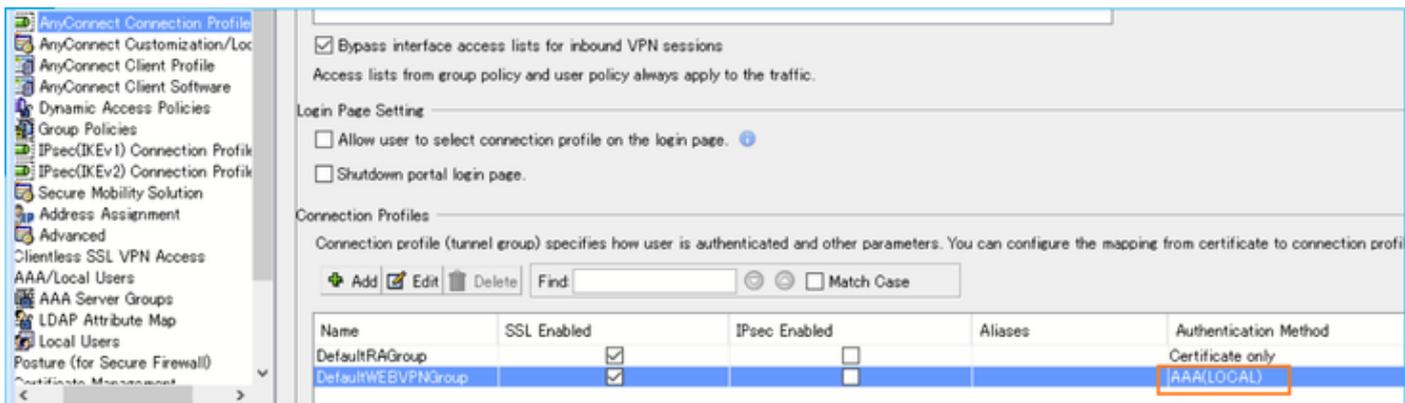 AnyConnect Connection Profile
AnyConnect Customization/Loc
AnyConnect Client Profile
AnyConnect Client Software
Dynamic Access Policies
Group Policies
IPsec(IKEv1) Connection Profil
IPsec(IKEv2) Connection Profil
Secure Mobility Solution
Address Assignment
Advanced
Clientless SSL VPN Access
AAA/Local Users
AAA Server Groups
LDAP Attribute Map
Local Users
Posture (for Secure Firewall)
Certificate Management
Bypass interface access lists for inbound VPN sessions
Access lists from group policy and user policy always apply to the traffic.
Login Page Setting
Allow user to select connection profile on the login page.
Shutdown portal login page.
Connection Profiles
Connection profile (tunnel group) specifies how user is authenticated and other parameters. You can configure the mapping from certificate to connection profi
Add Edit Delete Find: Match Case
Name SSL Enabled IPsec Enabled Aliases Authentication Method
DefaultRAGroup Certificate only
DefaultWEBVPNGroup AAA(LOCAL)